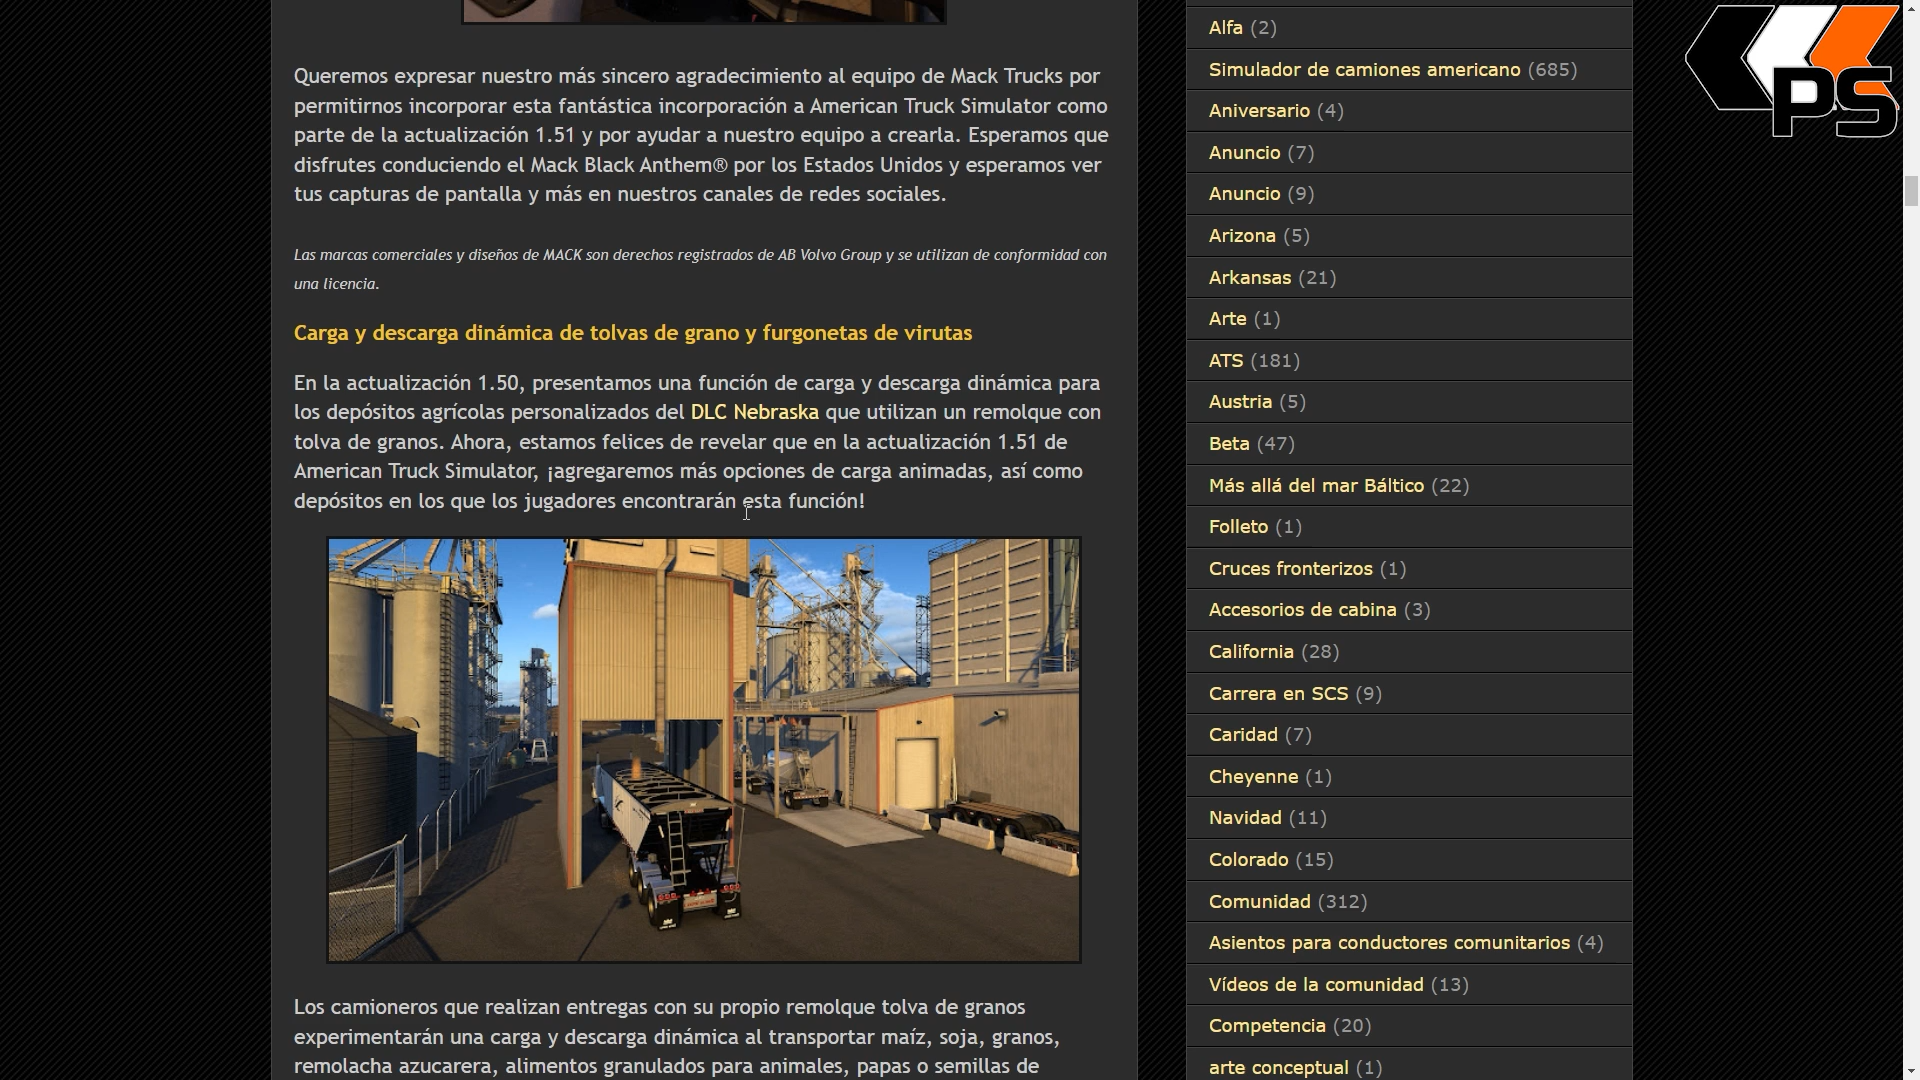 Queremos expresar nuestro más sincero agradecimiento al equipo de Mack Trucks por
permitirnos incorporar esta fantástica incorporación a American Truck Simulator como
parte de la actualización 1.51 y por ayudar a nuestro equipo a crearla. Esperamos que
disfrutes conduciendo el Mack Black Anthem® por los Estados Unidos y esperamos ver
tus capturas de pantalla y más en nuestros canales de redes sociales.
Las marcas comerciales y diseños de MACK son derechos registrados de AB Volvo Group y se utilizan de conformidad con
una licencia.
Carga y descarga dinámica de tolvas de grano y furgonetas de virutas
En la actualización 1.50, presentamos una función de carga y descarga dinámica para
los depósitos agrícolas personalizados del DLC Nebraska que utilizan un remolque con
tolva de granos. Ahora, estamos felices de revelar que en la actualización 1.51 de
American Truck Simulator, ¡agregaremos más opciones de carga animadas, así como
depósitos en los que los jugadores encontrarán esta función!
Los camioneros que realizan entregas con su propio remolque tolva de granos
experimentarán una carga y descarga dinámica al transportar maíz, soja, granos,
remolacha azucarera, alimentos granulados para animales, papas o semillas de
Alfa (2)
Simulador de camiones americano (685)
Aniversario (4)
Anuncio (7)
Anuncio (9)
Arizona (5)
Arkansas (21)
Arte (1)
ATS (181)
Austria (5)
Beta (47)
Más allá del mar Báltico (22)
Folleto (1)
Cruces fronterizos (1)
Accesorios de cabina (3)
California (28)
Carrera en SCS (9)
Caridad (7)
Cheyenne (1)
Navidad (11)
Colorado (15)
Comunidad (312)
Asientos para conductores comunitarios (4)
Vídeos de la comunidad (13)
Competencia (20)
arte conceptual (1)
PS